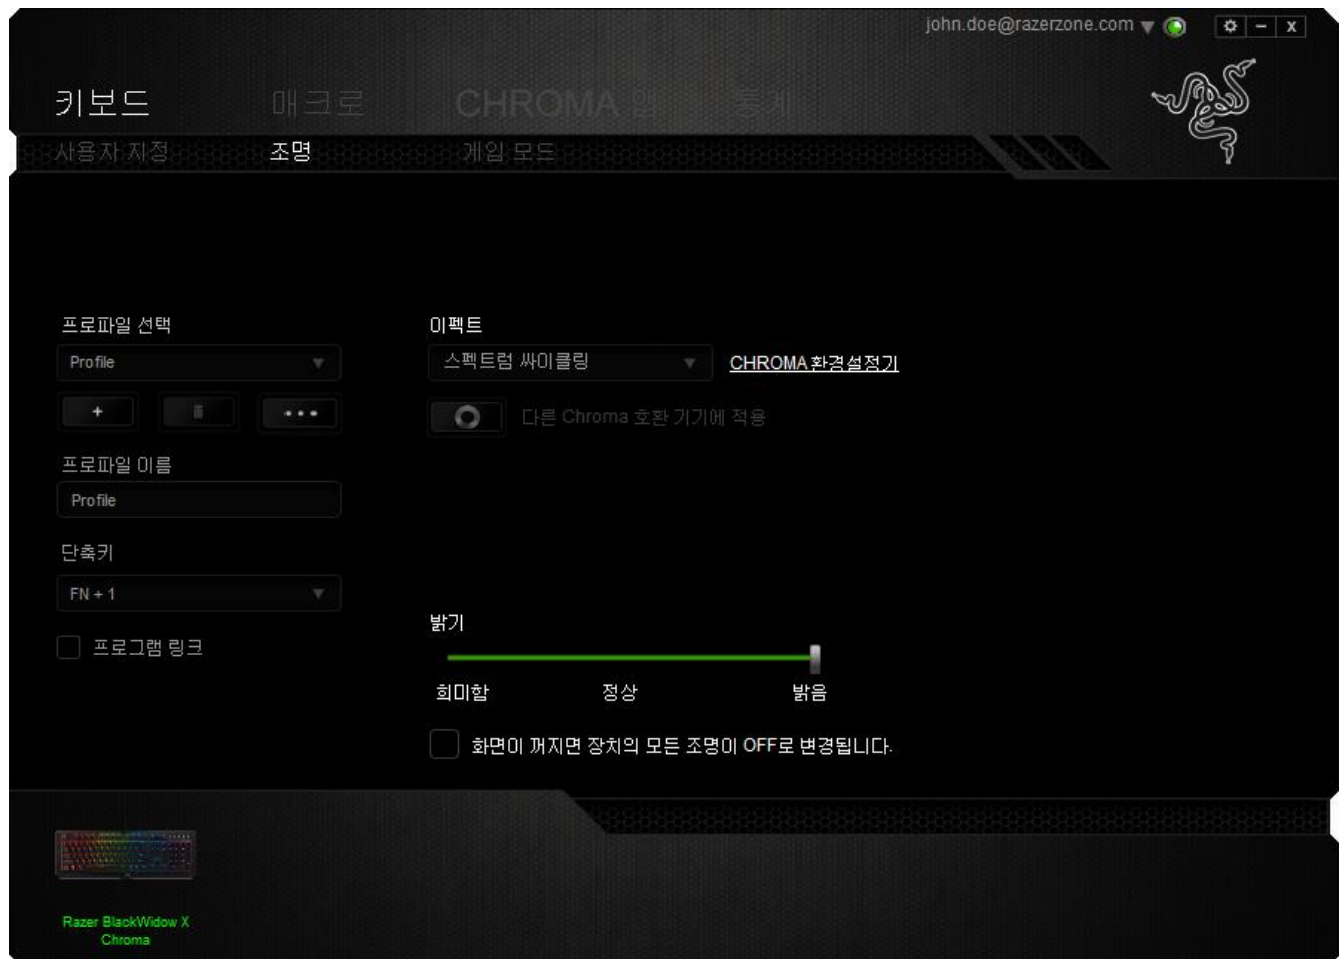 john.doe@razerzone.com
키보드 매크로 CHROMA 앱 통계
사용자 지정 조명 게임 모드
프로파일 선택
Profile
+
프로파일 이름
Profile
단축키
FN + 1
프로그램 링크
이펙트
스펙트럼 싸이클링
CHROMA 환경설정기
다른 Chroma 호환 기기에 적용
밝기
희미함 정상 밝음
화면이 꺼지면 장치의 모든 조명이 OFF로 변경됩니다.
Razer BlackWidow X
Chroma